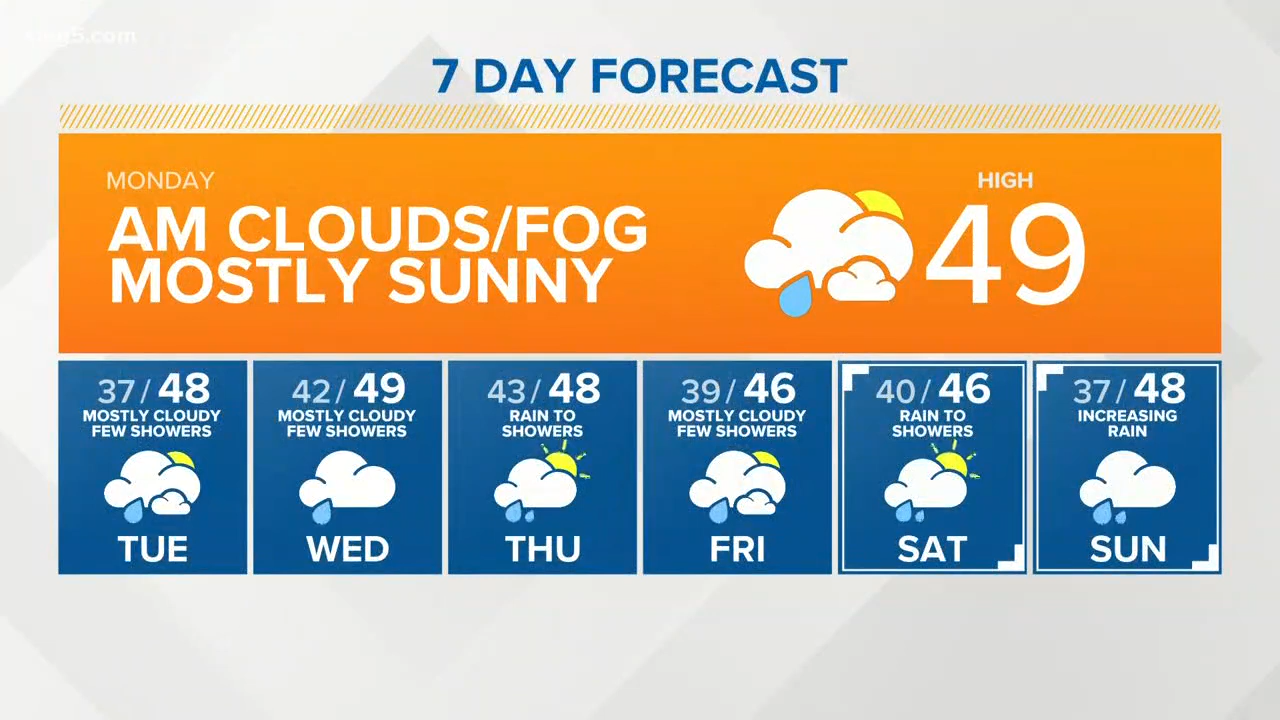 7 DAY FORECAST
MONDAY
AM CLOUDS/FOG
MOSTLY SUNNY
HIGH
49
37 / 48
MOSTLY CLOUDY
FEW SHOWERS
TUE
42 / 49
MOSTLY CLOUDY
FEW SHOWERS
WED
43 / 48
RAIN TO
SHOWERS
THU
39 / 46
MOSTLY CLOUDY
FEW SHOWERS
FRI
40 / 46
RAIN TO
SHOWERS
SAT
37 / 48
INCREASING
RAIN
SUN